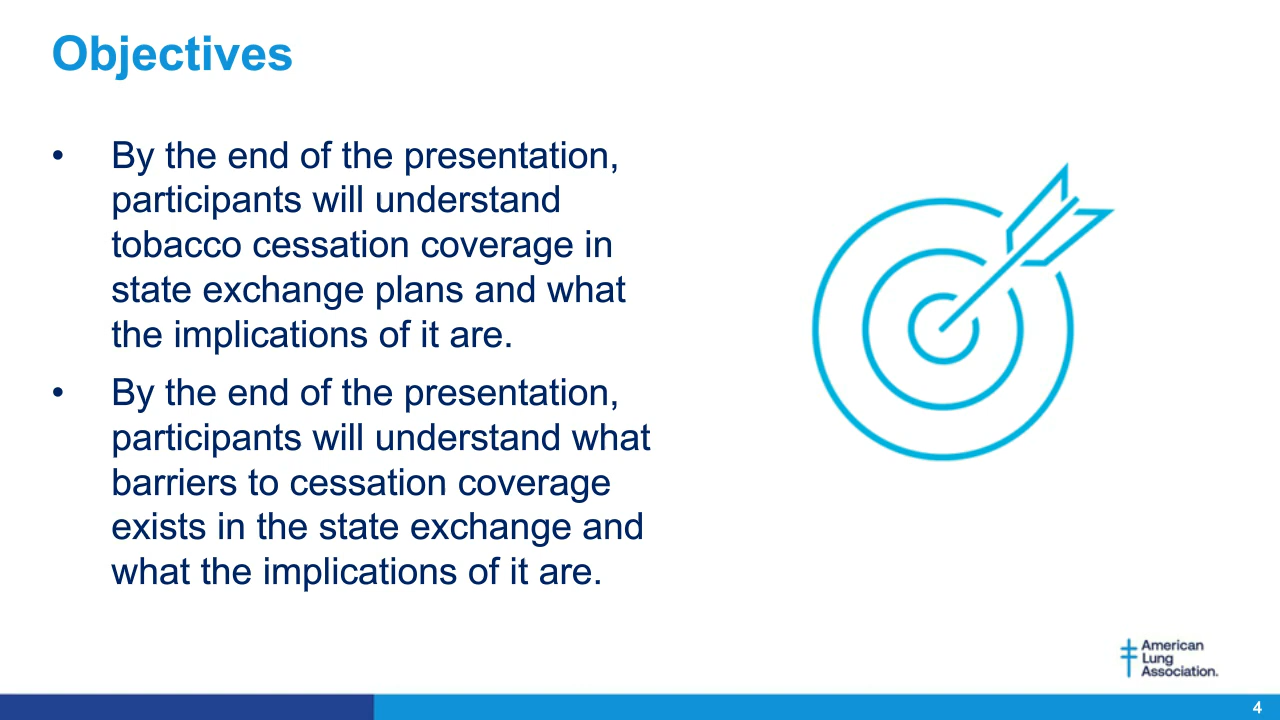 Objectives
• By the end of the presentation,
participants will understand
tobacco cessation coverage in
state exchange plans and what
the implications of it are.
• By the end of the presentation,
participants will understand what
barriers to cessation coverage
exists in the state exchange and
what the implications of it are.
American
Lung
Association.
4